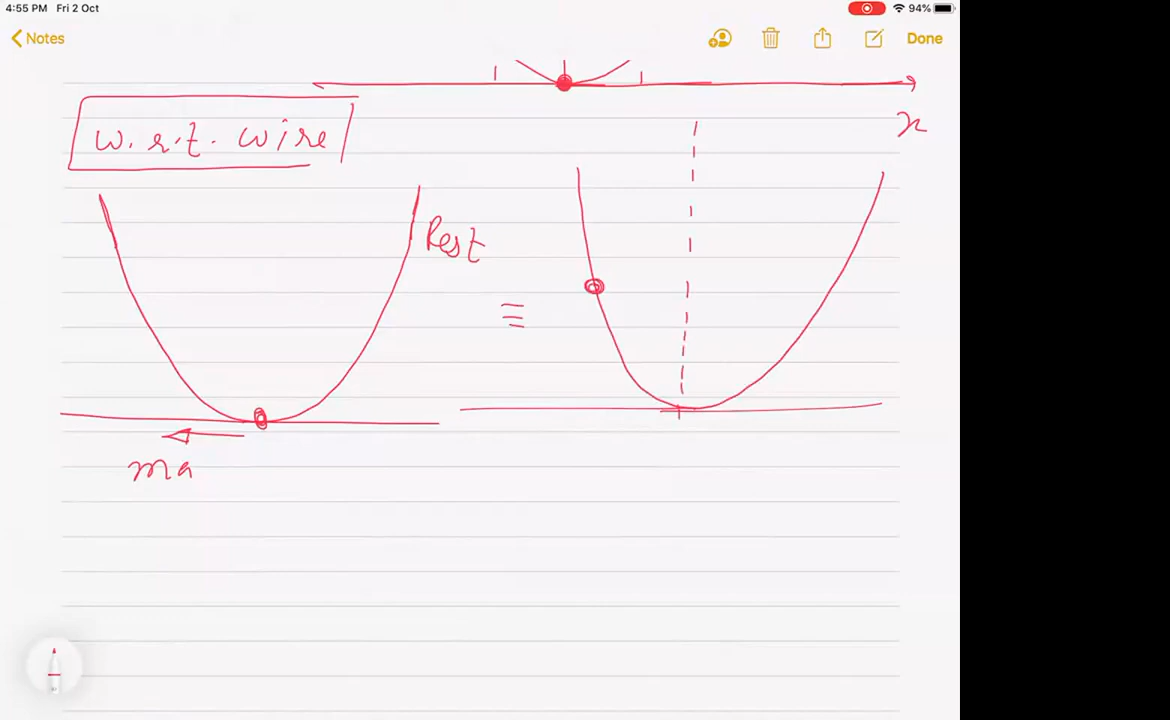 4:55 PM Fri 2 Oct
94%
Notes
Done
x
w.r.t. wire
Rest
≡
ma